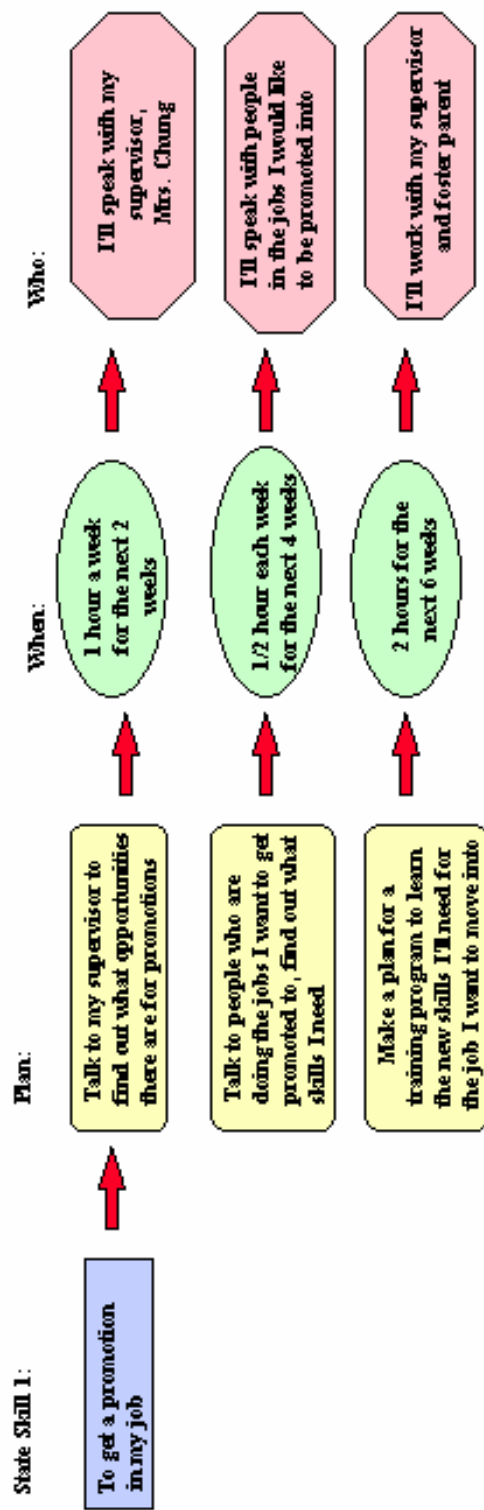 State Skill 1:
Plan:
When:
Who:
To get a promotion
in my job
Talk to my supervisor to
find out what opportunities
there are for promotions
1 hour a week
for the next 2
weeks
I'll speak with my
supervisor,
Mrs. Chung
Talk to people who are
doing the jobs I want to get
promoted to, find out what
skills I need
1/2 hour each week
for the next 4 weeks
I'll speak with people
in the jobs I would like
to be promoted into
Make a plan for a
training program to learn
the new skills I'll need for
the job I want to move into
2 hours for the
next 6 weeks
I'll work with my supervisor
and foster parent